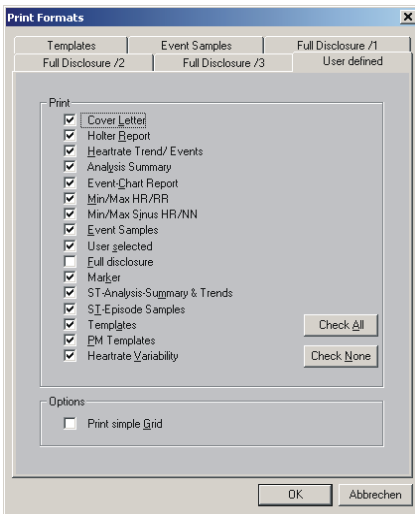 Print Formats
Templates
Event Samples
Full Disclosure /1
Full Disclosure /2
Full Disclosure /3
User defined
Print
Cover Letter
Holter Report
Heartrate Trend/ Events
Analysis Summary
Event-Chart Report
Min/Max HR/RR
Min/Max Sinus HR/NN
Event Samples
User selected
Full disclosure
Marker
ST-Analysis-Summary & Trends
ST-Episode Samples
Templates
PM Templates
Heartrate Variability
Check All
Check None
Options
Print simple Grid
OK
Abbrechen